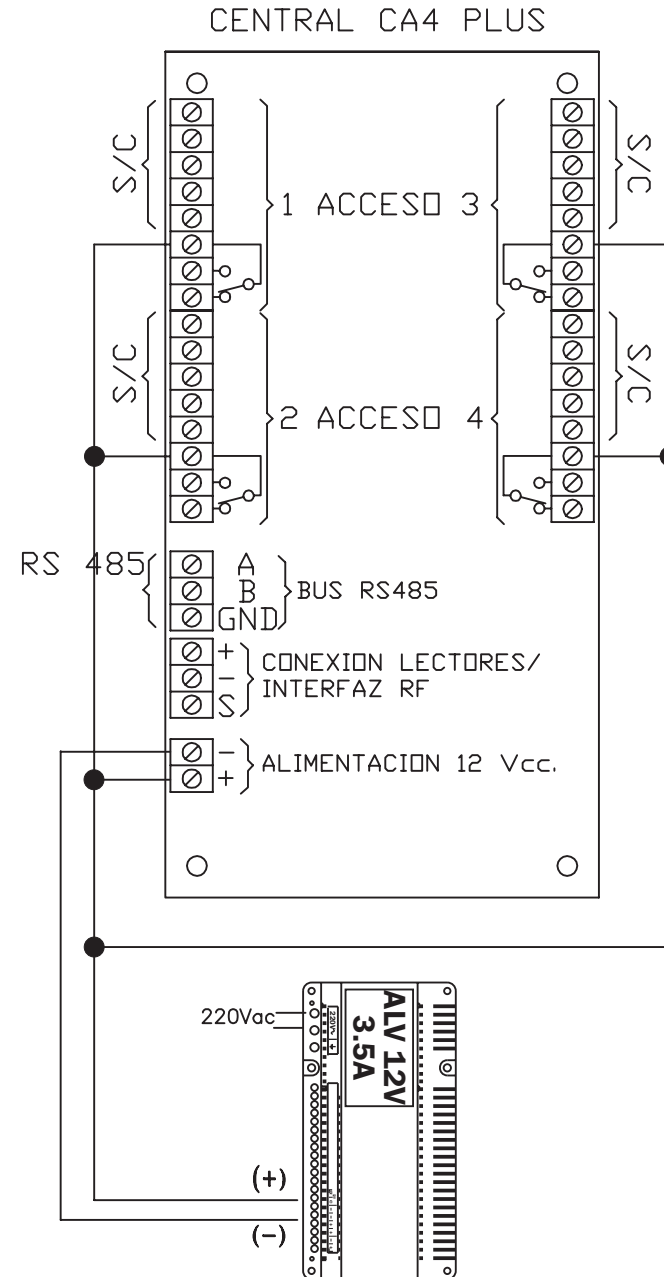 CENTRAL CA4 PLUS
S/C
S/C
1 ACCESO 3
S/C
S/C
2 ACCESO 4
RS 485
A
B
GND
BUS RS485
+
-
S
CONEXION LECTORES/
INTERFAZ RF
-
+
ALIMENTACION 12 Vcc.
220Vac
220V~
ALV 12V
3.5A
(+)
(-)